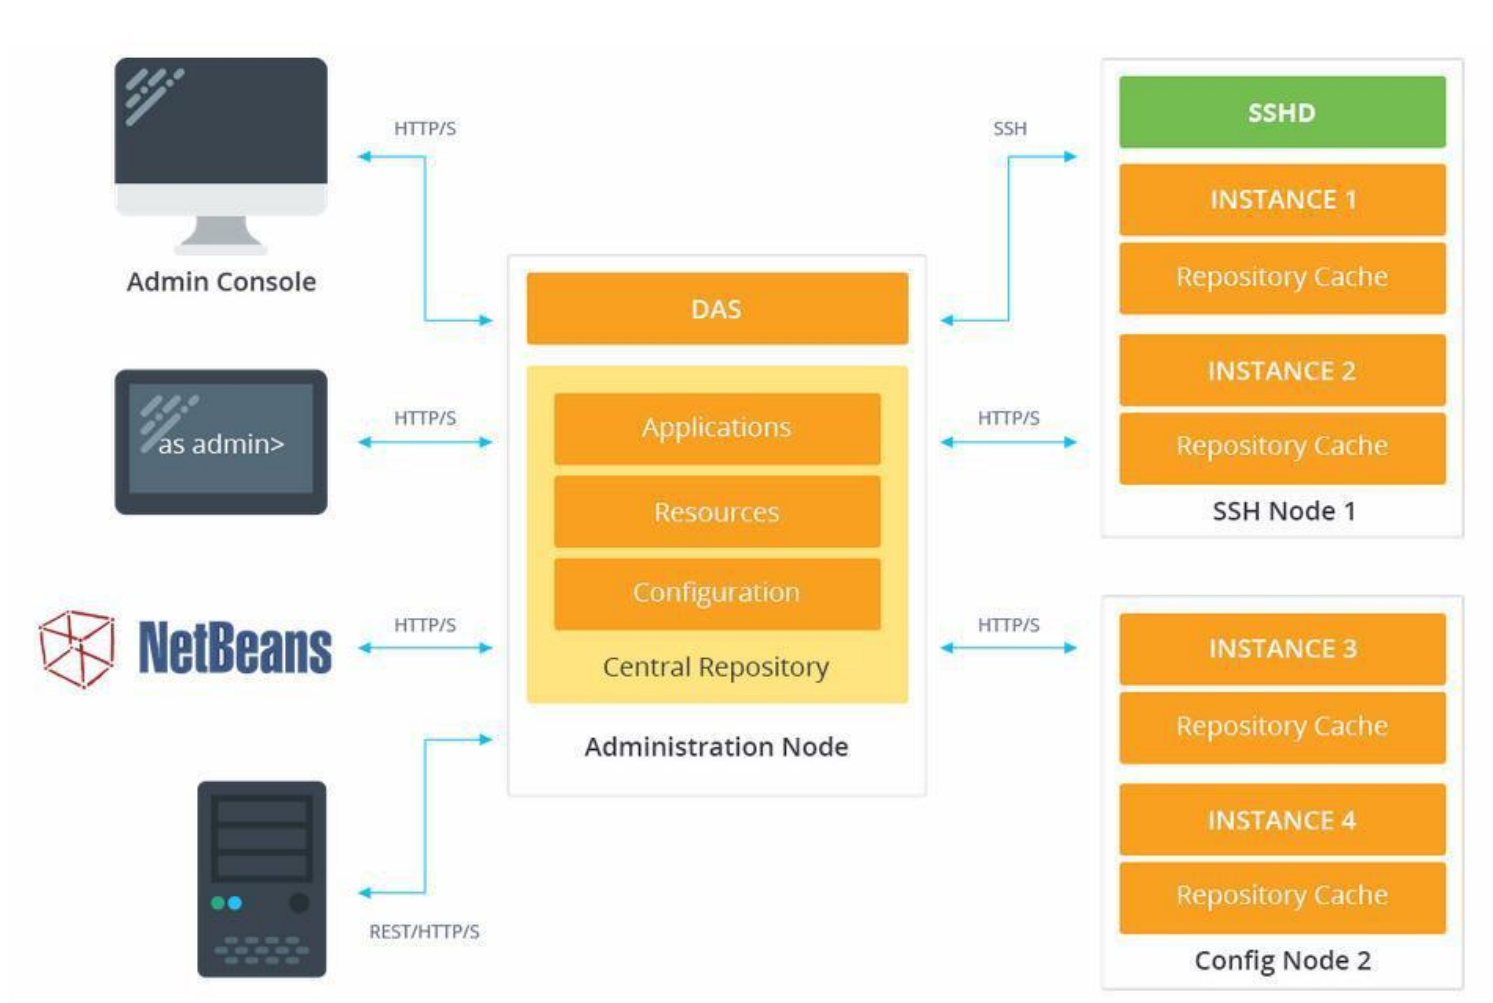 HTTP/S
Admin Console
HTTP/S
as admin>
HTTP/S
NetBeans
REST/HTTP/S
DAS
Applications
Resources
Configuration
Central Repository
Administration Node
SSH
HTTP/S
HTTP/S
SSHD
INSTANCE 1
Repository Cache
INSTANCE 2
Repository Cache
SSH Node 1
INSTANCE 3
Repository Cache
INSTANCE 4
Repository Cache
Config Node 2